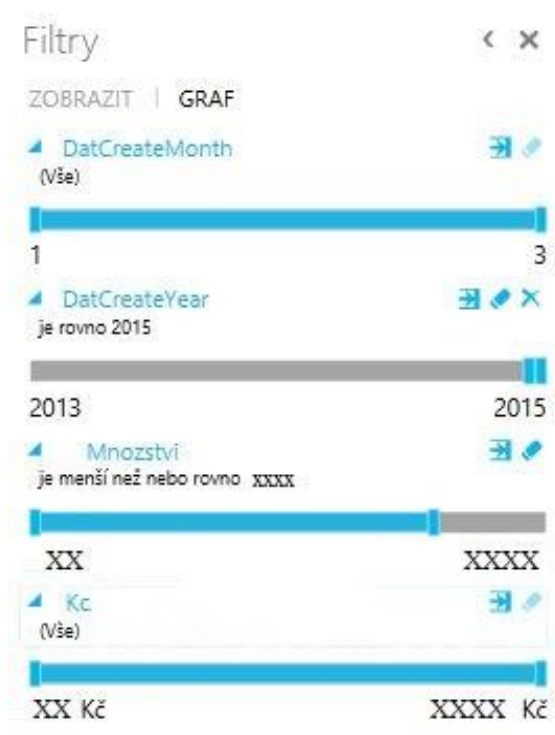 Filtry
ZOBRAZIT | GRAF
DatCreateMonth
(Vše)
1 3
DatCreateYear
je rovno 2015
2013 2015
Mnozstvi
je menší než nebo rovno xxxx
XX XXXX
Kc
(Vše)
XX Kč XXXX Kč